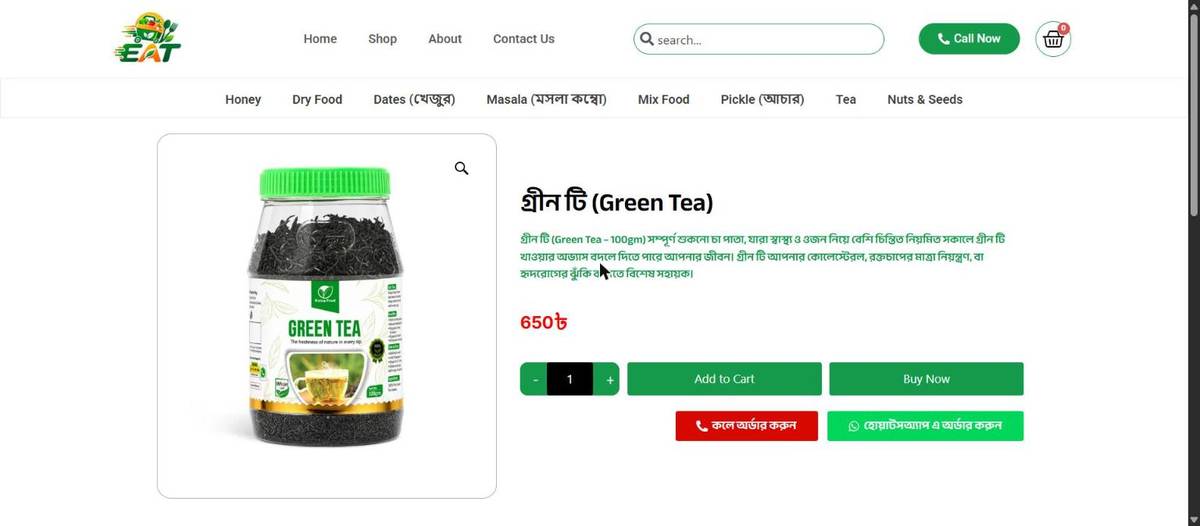 EAT
Home
Shop
About
Contact Us
search...
Call Now
0
Honey
Dry Food
Dates (খেজুর)
Masala (মসলা কম্বো)
Mix Food
Pickle (আচার)
Tea
Nuts & Seeds
GREEN TEA
The freshness of nature in every sip.
গ্রীন টি (Green Tea)
গ্রীন টি (Green Tea – 100gm) সম্পূর্ণ শুকনো চা পাতা, যারা স্বাস্থ্য ও ওজন নিয়ে বেশি চিন্তিত নিয়মিত সকালে গ্রীন টি
খাওয়ার অভ্যাস বদলে দিতে পারে আপনার জীবন। গ্রীন টি আপনার কোলেস্টেরল, রক্তচাপের মাত্রা নিয়ন্ত্রণ, বা
হৃদরোগের ঝুঁকি বিশেষ সহায়ক।
650৳
- 1 +
Add to Cart
Buy Now
কলে অর্ডার করুন
হোয়াটসঅ্যাপ এ অর্ডার করুন